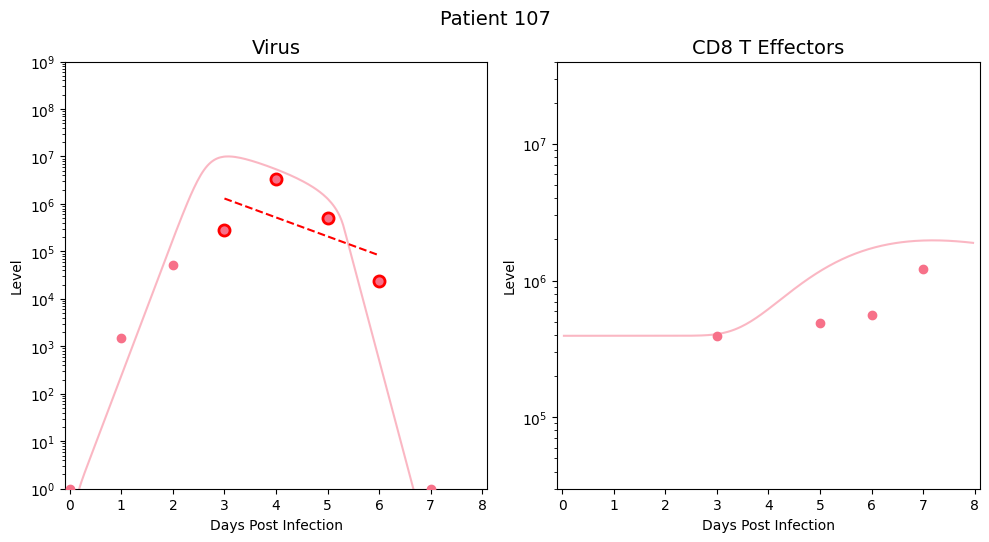 Patient 107
Virus
CD8 T Effectors
Level
10^9
10^8
10^7
10^6
10^5
10^4
10^3
10^2
10^1
10^0
0 1 2 3 4 5 6 7 8
Days Post Infection
Level
10^7
10^6
10^5
0 1 2 3 4 5 6 7 8
Days Post Infection